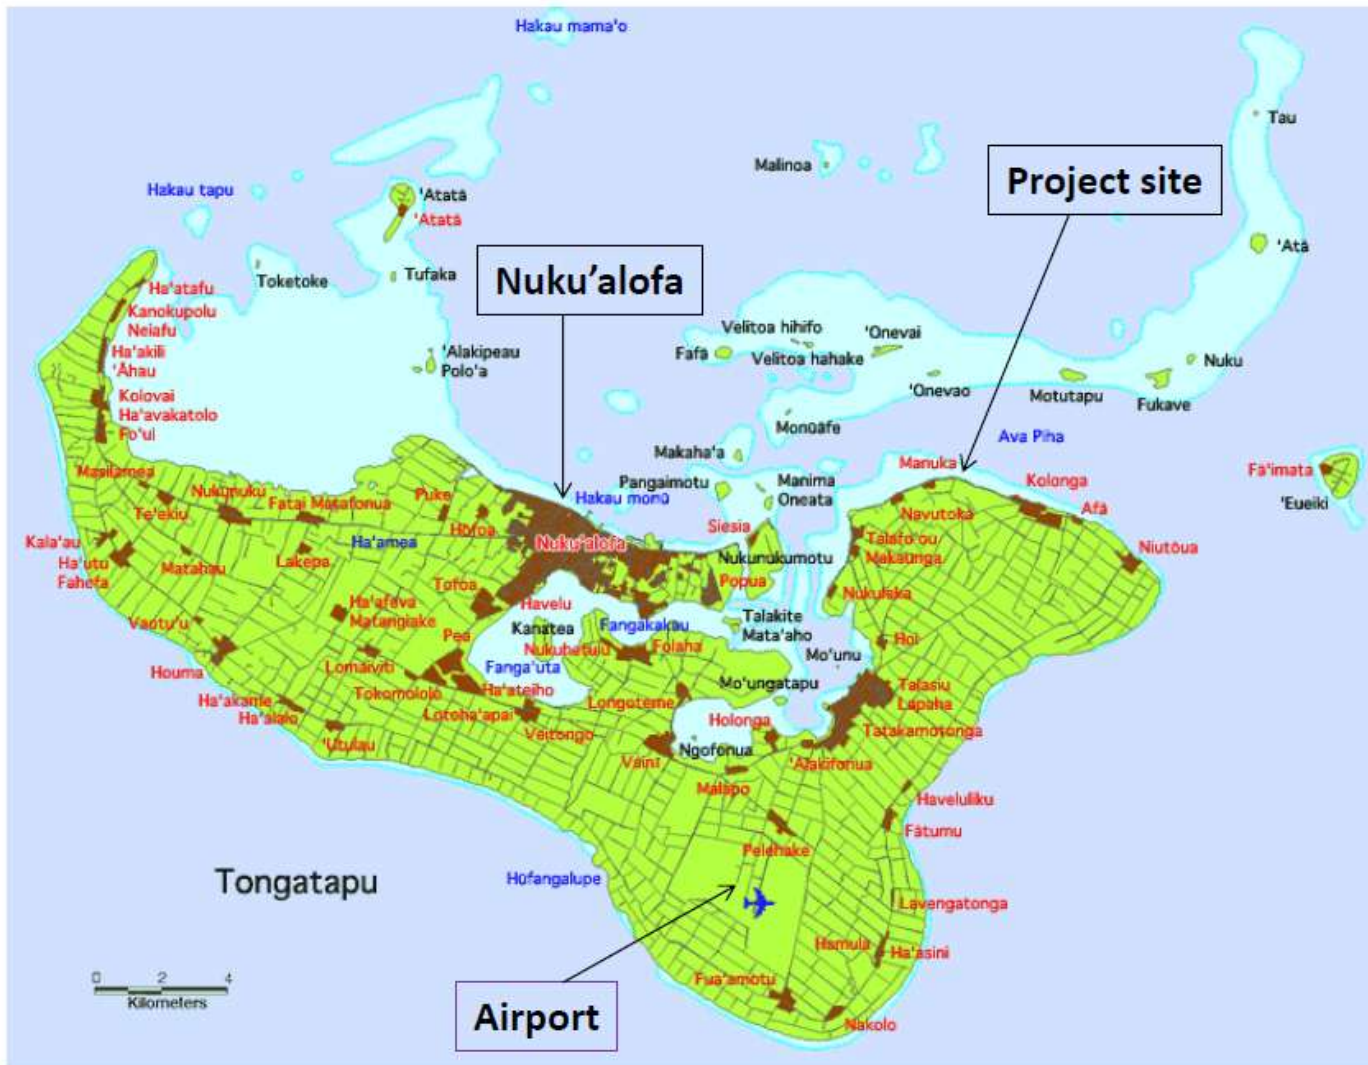 Hakau mama'o
Tau
Malinoa
Project site
Hakau tapu
'Atatā
'Atatā
'Atā
Nuku'alofa
Toketoke
Tufaka
Ha'atafu
Kanokupolu
Neiafu
Ha'akili
'Āhau
Kolovai
Ha'avakatolo
Fo'ui
'Alakipeau
Polo'a
Velitoa hihifo
'Onevai
Fafā
Velitoa hahake
'Onevao
Motutapu
Nuku
Fukave
Monūafe
Ava Piha
Makaha'a
Manuka
Kolonga
Fā'imata
'Eueiki
Masilamea
Nukunuku
Fatai Matafonua
Puke
Hakau monū
Pangaimotu
Manima
Oneata
Navutoka
Afā
Te'ekiu
Hōfoa
Siesia
Talafo'ou
Makaunga
Kala'au
Ha'utu
Fahefa
Matahau
Lakepa
Ha'amea
Nuku'alofa
Nukunukumotu
Niutōua
Tofoa
Havelu
Popua
Nukuleka
Vaotu'u
Ha'afeva
Matangiake
Kanatea
Fangakakau
Talakite
Mata'aho
Hoi
Houma
Lomaiviti
Pea
Nukuhetulu
Folaha
Mo'unu
Fanga'uta
Mo'ungatapu
Talasiu
Lapaha
Ha'akame
Ha'alalo
Tokomololo
Ha'ateiho
Lotoha'apai
Longoteme
Holonga
Tatakamotonga
'Utulau
Veitongo
Vaini
Ngofonua
'Alakifonua
Malapo
Haveluliku
Fātumu
Pelehake
Tongatapu
Hūfangalupe
Lavengatonga
Hamula
Ha'asini
Fua'amotu
Nakolo
Airport
0 2 4
Kilometers